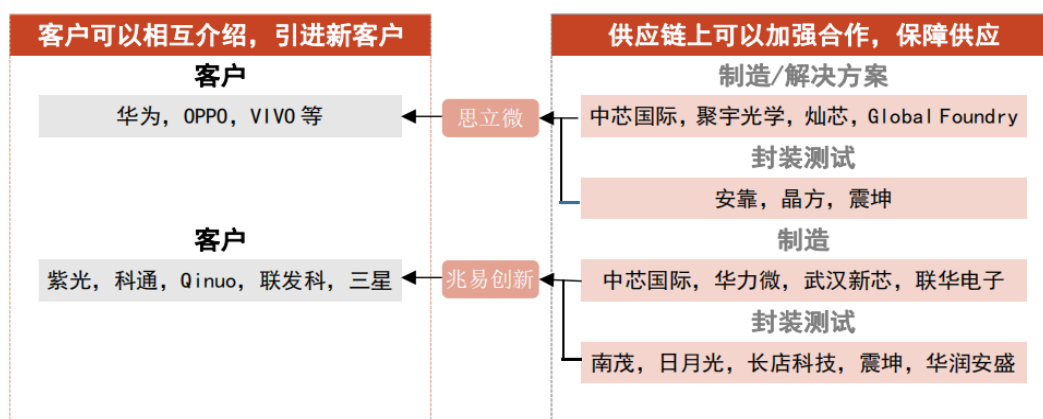 客户可以相互介绍，引进新客户
供应链上可以加强合作，保障供应
客户
制造/解决方案
华为，OPPO，VIVO 等
思立微
中芯国际，聚宇光学，灿芯，Global Foundry
封装测试
安靠，晶方，震坤
客户
制造
紫光，科通，Qinuo，联发科，三星
兆易创新
中芯国际，华力微，武汉新芯，联华电子
封装测试
南茂，日月光，长店科技，震坤，华润安盛